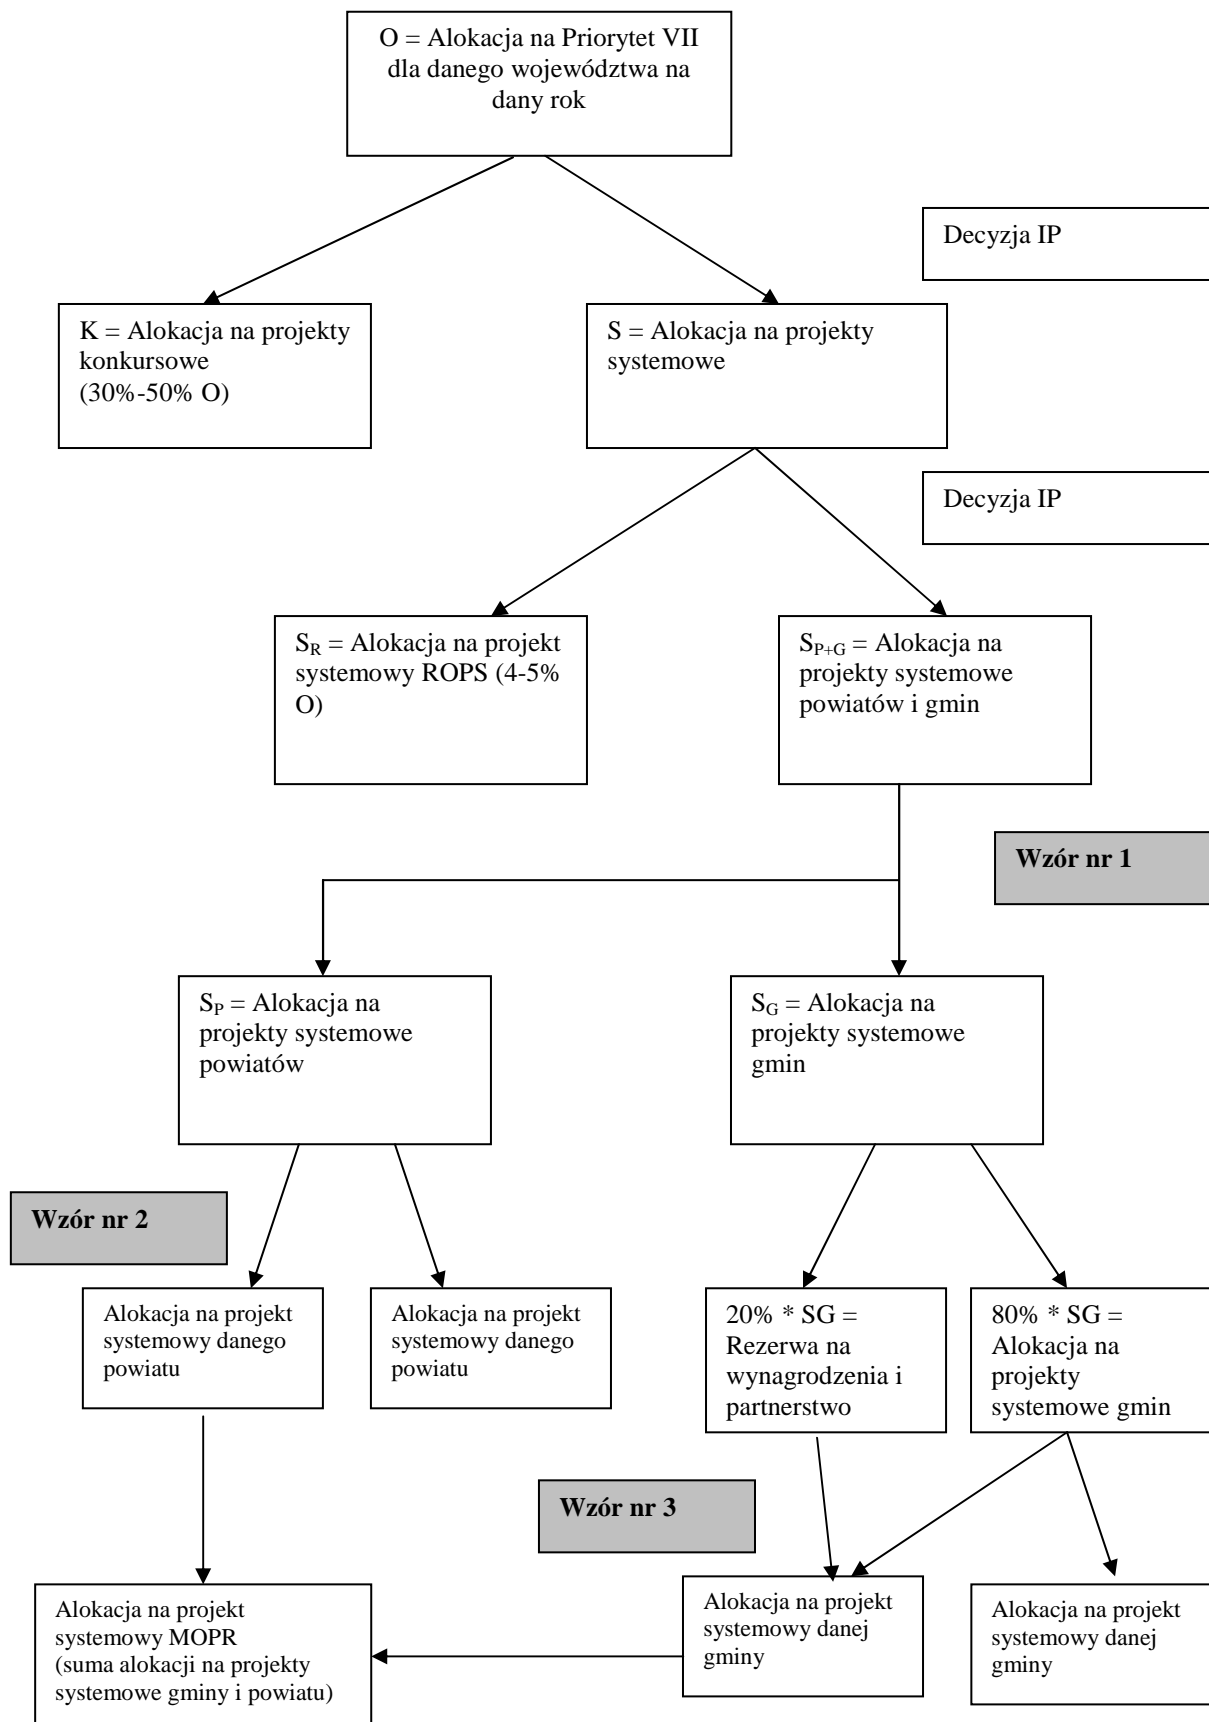 O = Alokacja na Priorytet VII
dla danego województwa na
dany rok
Decyzja IP
K = Alokacja na projekty
konkursowe
(30%-50% O)
S = Alokacja na projekty
systemowe
Decyzja IP
S_R = Alokacja na projekt
systemowy ROPS (4-5%
O)
S_P+G = Alokacja na
projekty systemowe
powiatów i gmin
Wzór nr 1
S_P = Alokacja na
projekty systemowe
powiatów
S_G = Alokacja na
projekty systemowe
gmin
Wzór nr 2
Alokacja na projekt
systemowy danego
powiatu
Alokacja na projekt
systemowy danego
powiatu
20% * SG =
Rezerwa na
wynagrodzenia i
partnerstwo
80% * SG =
Alokacja na
projekty
systemowe gmin
Wzór nr 3
Alokacja na projekt
systemowy MOPR
(suma alokacji na projekty
systemowe gminy i powiatu)
Alokacja na projekt
systemowy danej
gminy
Alokacja na projekt
systemowy danej
gminy